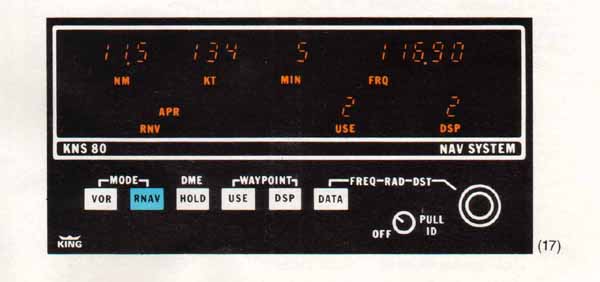 11.5 134 5 116.90
NM KT MIN FRQ
APR 2 2
RNV USE DSP
KNS 80 NAV SYSTEM
MODE DME WAYPOINT FREQ-RAD-DST
VOR RNAV HOLD USE DSP DATA
OFF PULL ID
KING
(17)